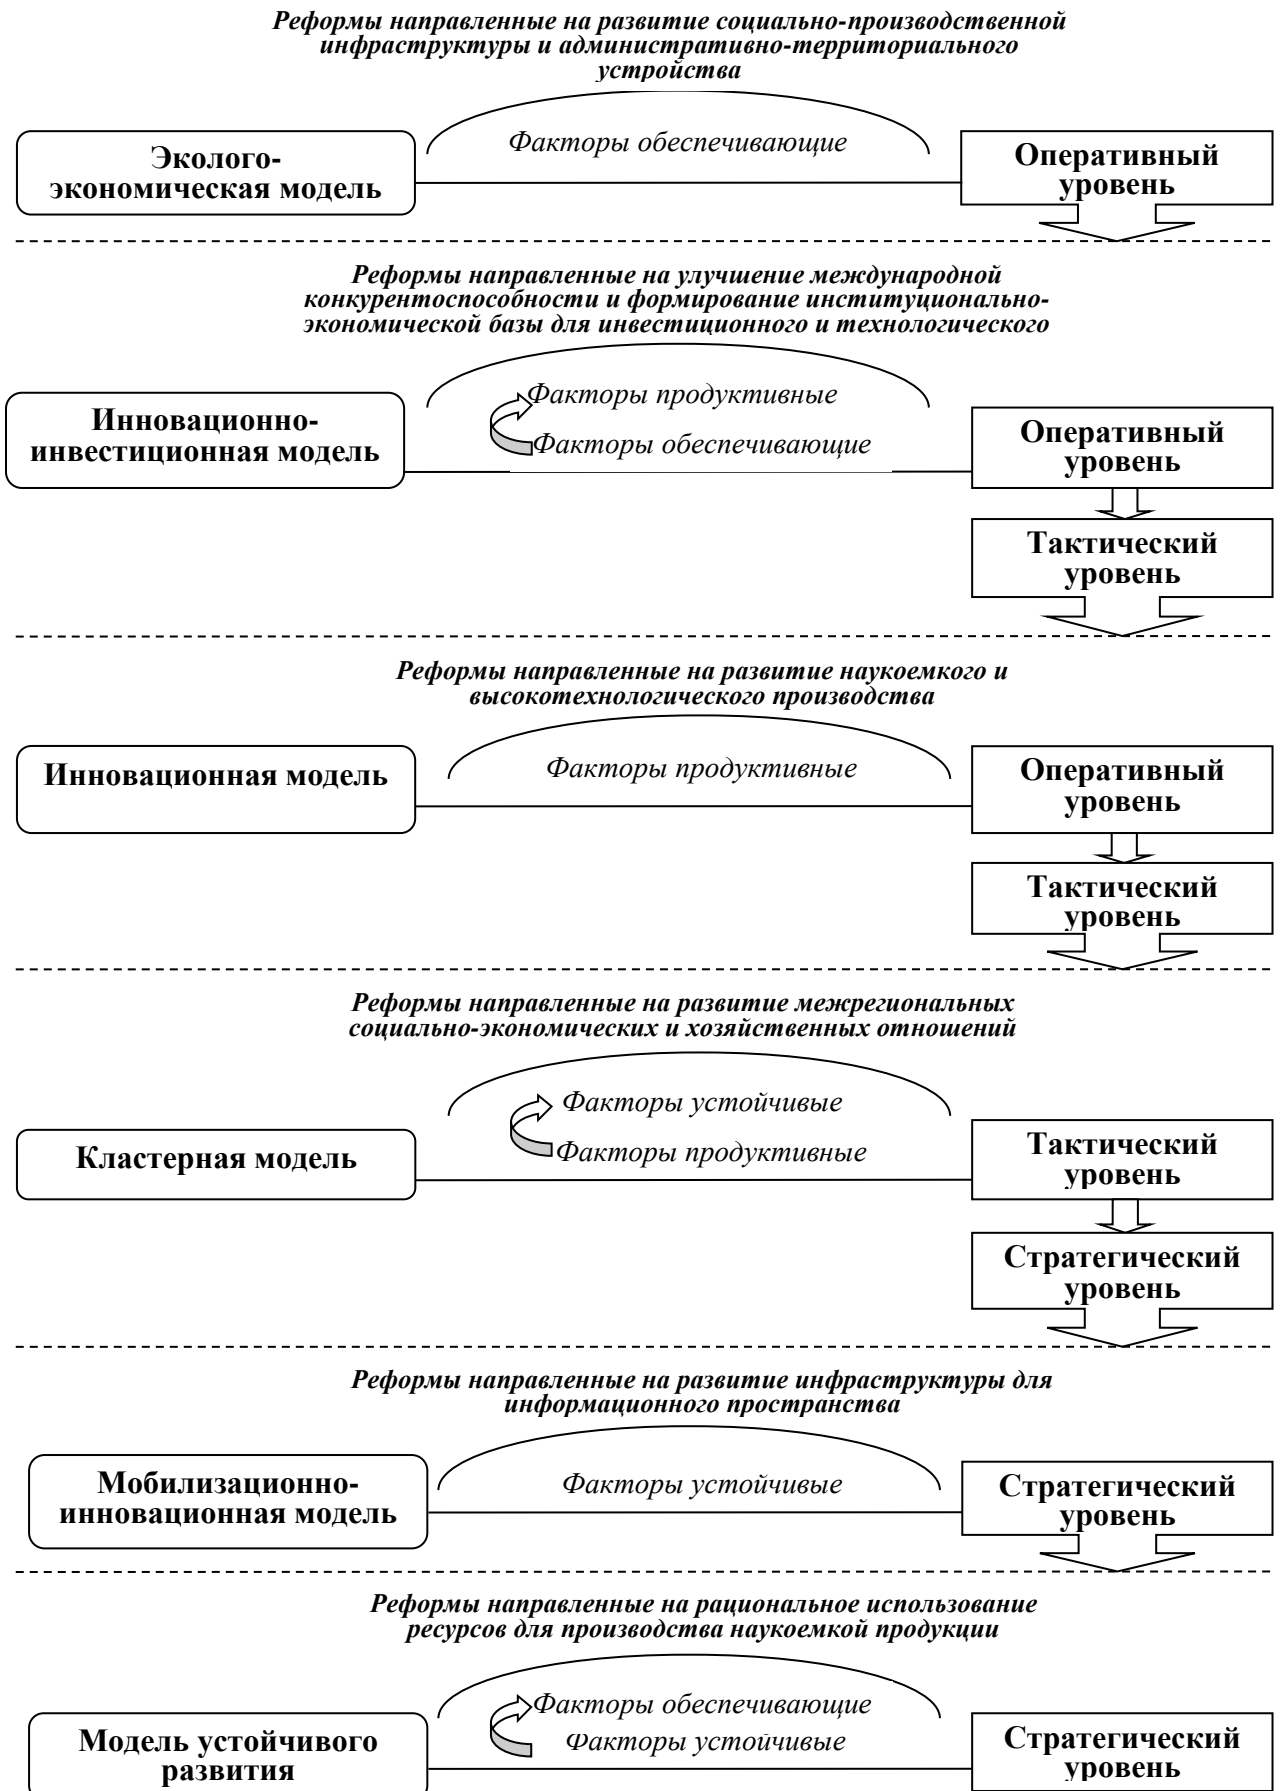 Реформы направленные на развитие социально-производственной
инфраструктуры и административно-территориального
устройства
Факторы обеспечивающие
Эколого-
экономическая модель
Оперативный
уровень
Реформы направленные на улучшение международной
конкурентоспособности и формирование институционально-
экономической базы для инвестиционного и технологического
Факторы продуктивные
Факторы обеспечивающие
Инновационно-
инвестиционная модель
Оперативный
уровень
Тактический
уровень
Реформы направленные на развитие наукоемкого и
высокотехнологического производства
Инновационная модель
Факторы продуктивные
Оперативный
уровень
Тактический
уровень
Реформы направленные на развитие межрегиональных
социально-экономических и хозяйственных отношений
Факторы устойчивые
Факторы продуктивные
Кластерная модель
Тактический
уровень
Стратегический
уровень
Реформы направленные на развитие инфраструктуры для
информационного пространства
Мобилизационно-
инновационная модель
Факторы устойчивые
Стратегический
уровень
Реформы направленные на рациональное использование
ресурсов для производства наукоемкой продукции
Факторы обеспечивающие
Факторы устойчивые
Модель устойчивого
развития
Стратегический
уровень